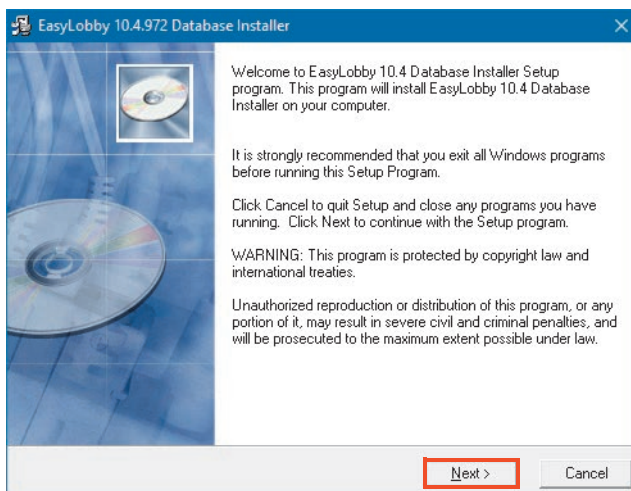 EasyLobby 10.4.972 Database Installer
Welcome to EasyLobby 10.4 Database Installer Setup
program. This program will install EasyLobby 10.4 Database
Installer on your computer.
It is strongly recommended that you exit all Windows programs
before running this Setup Program.
Click Cancel to quit Setup and close any programs you have
running. Click Next to continue with the Setup program.
WARNING: This program is protected by copyright law and
international treaties.
Unauthorized reproduction or distribution of this program, or any
portion of it, may result in severe civil and criminal penalties, and
will be prosecuted to the maximum extent possible under law.
Next >
Cancel